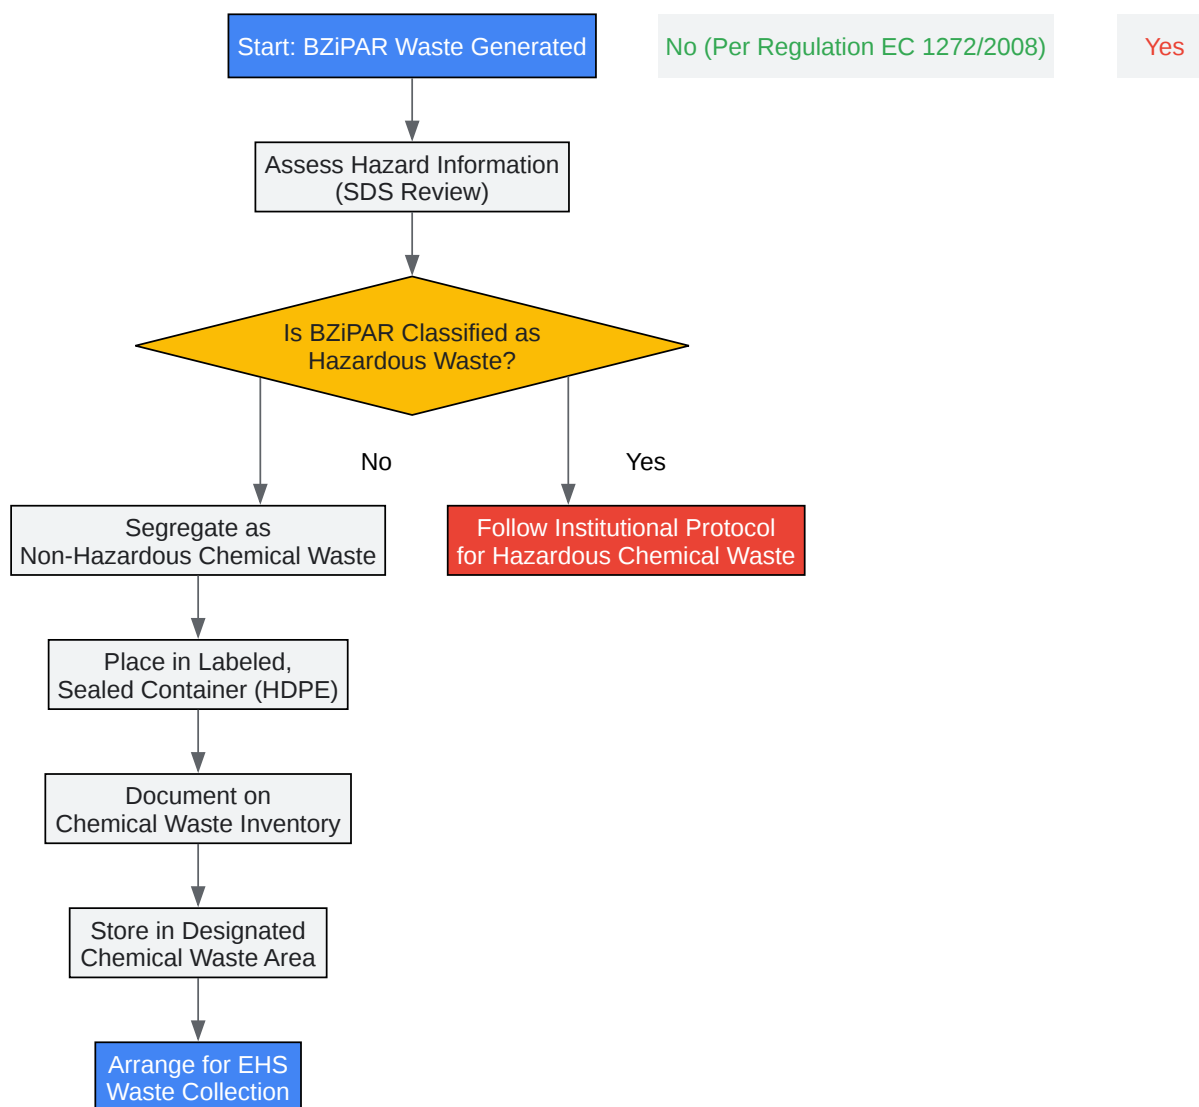 Start: BZiPAR Waste Generated
No (Per Regulation EC 1272/2008)
Yes
Assess Hazard Information
(SDS Review)
Is BZiPAR Classified as
Hazardous Waste?
No
Yes
Segregate as
Non-Hazardous Chemical Waste
Follow Institutional Protocol
for Hazardous Chemical Waste
Place in Labeled,
Sealed Container (HDPE)
Document on
Chemical Waste Inventory
Store in Designated
Chemical Waste Area
Arrange for EHS
Waste Collection